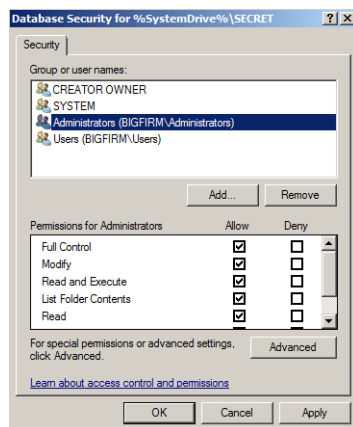 Database Security for %SystemDrive%\SECRET
Security
Group or user names:
CREATOR OWNER
SYSTEM
Administrators (BIGFIRM\Administrators)
Users (BIGFIRM\Users)
Add... Remove
Permissions for Administrators Allow Deny
Full Control
Modify
Read and Execute
List Folder Contents
Read
For special permissions or advanced settings,
click Advanced.
Advanced
Learn about access control and permissions
OK Cancel Apply